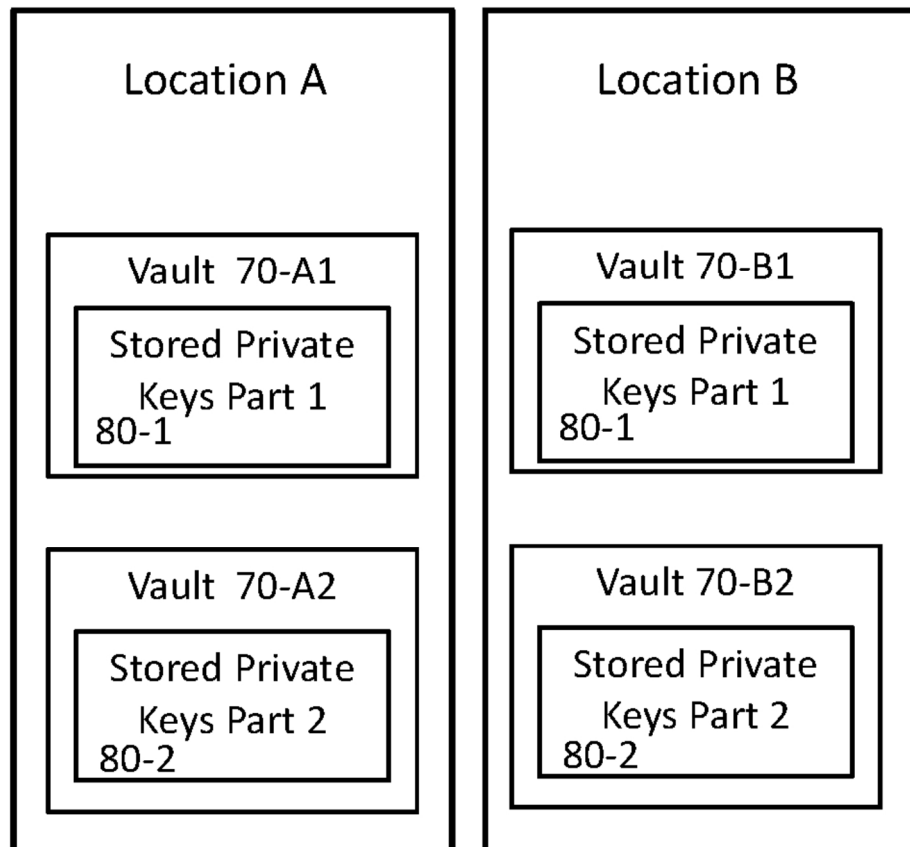 Location A
Vault 70-A1
Stored Private
Keys Part 1
80-1
Vault 70-A2
Stored Private
Keys Part 2
80-2
Location B
Vault 70-B1
Stored Private
Keys Part 1
80-1
Vault 70-B2
Stored Private
Keys Part 2
80-2